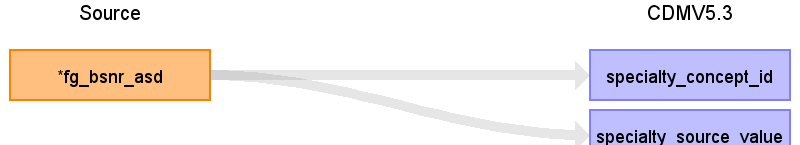 Source CDMV5.3
*fg_bsnr_asd specialty_concept_id
specialty_source_value